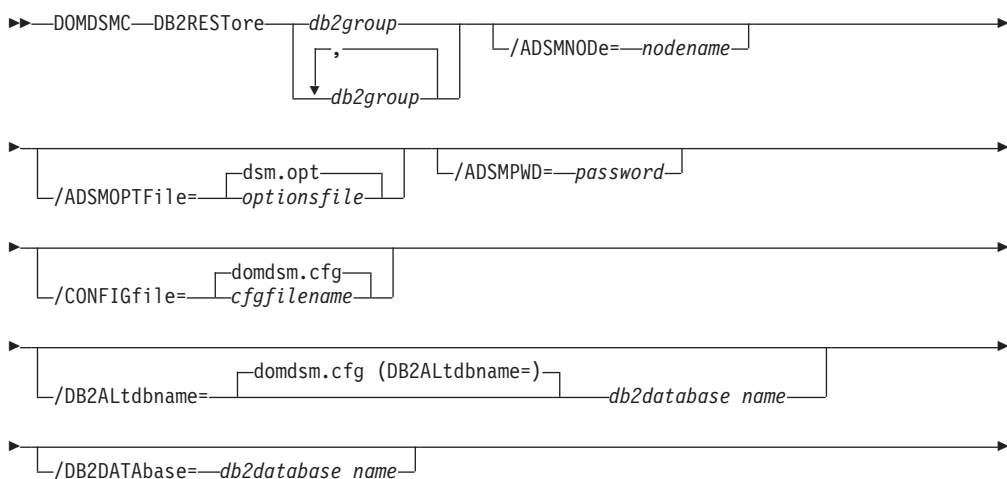 DOMDSMC DB2RESTore db2group /ADSMNODe= nodename
,
db2group
/ADSMOPTFile= dsm.opt /ADSMPWD= password
optionsfile
/CONFIGfile= domdsm.cfg
cfgfilename
domdsm.cfg (DB2ALtdbname=)
/DB2ALtdbname= db2database name
/DB2DATAbase= db2database name